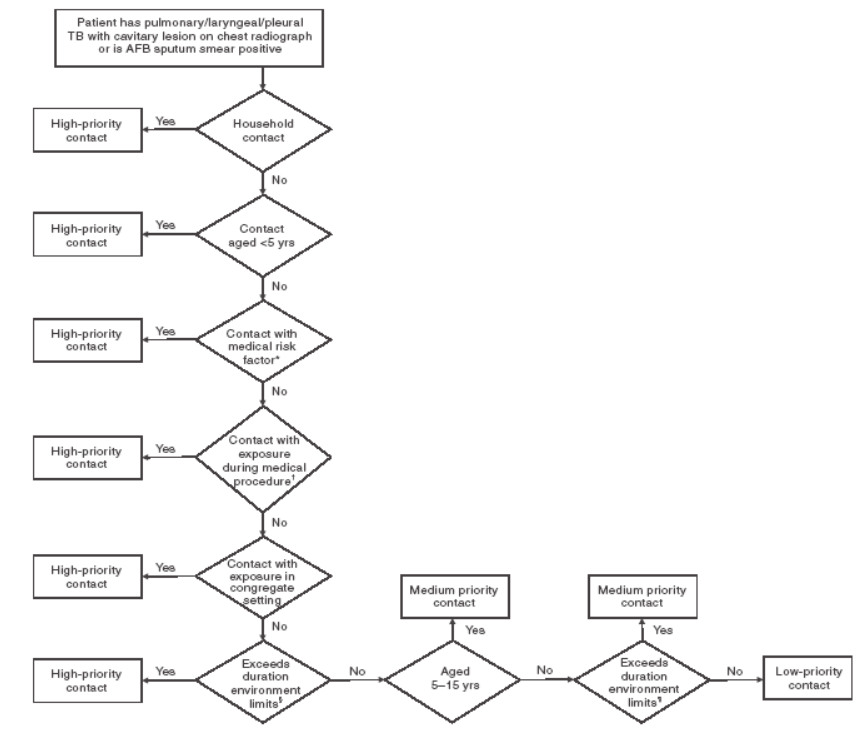 Patient has pulmonary/laryngeal/pleural
TB with cavitary lesion on chest radiograph
or is AFB sputum smear positive
High-priority
contact
Yes
Household
contact
No
High-priority
contact
Yes
Contact
aged <5 yrs
No
High-priority
contact
Yes
Contact with
medical risk
factor*
No
High-priority
contact
Yes
Contact with
exposure
during medical
procedure†
No
High-priority
contact
Yes
Contact with
exposure in
congregate
setting
No
High-priority
contact
Yes
Exceeds
duration
environment
limits§
No
Medium priority
contact
Yes
Aged
5–15 yrs
No
Medium priority
contact
Yes
Exceeds
duration
environment
limits¶
No
Low-priority
contact